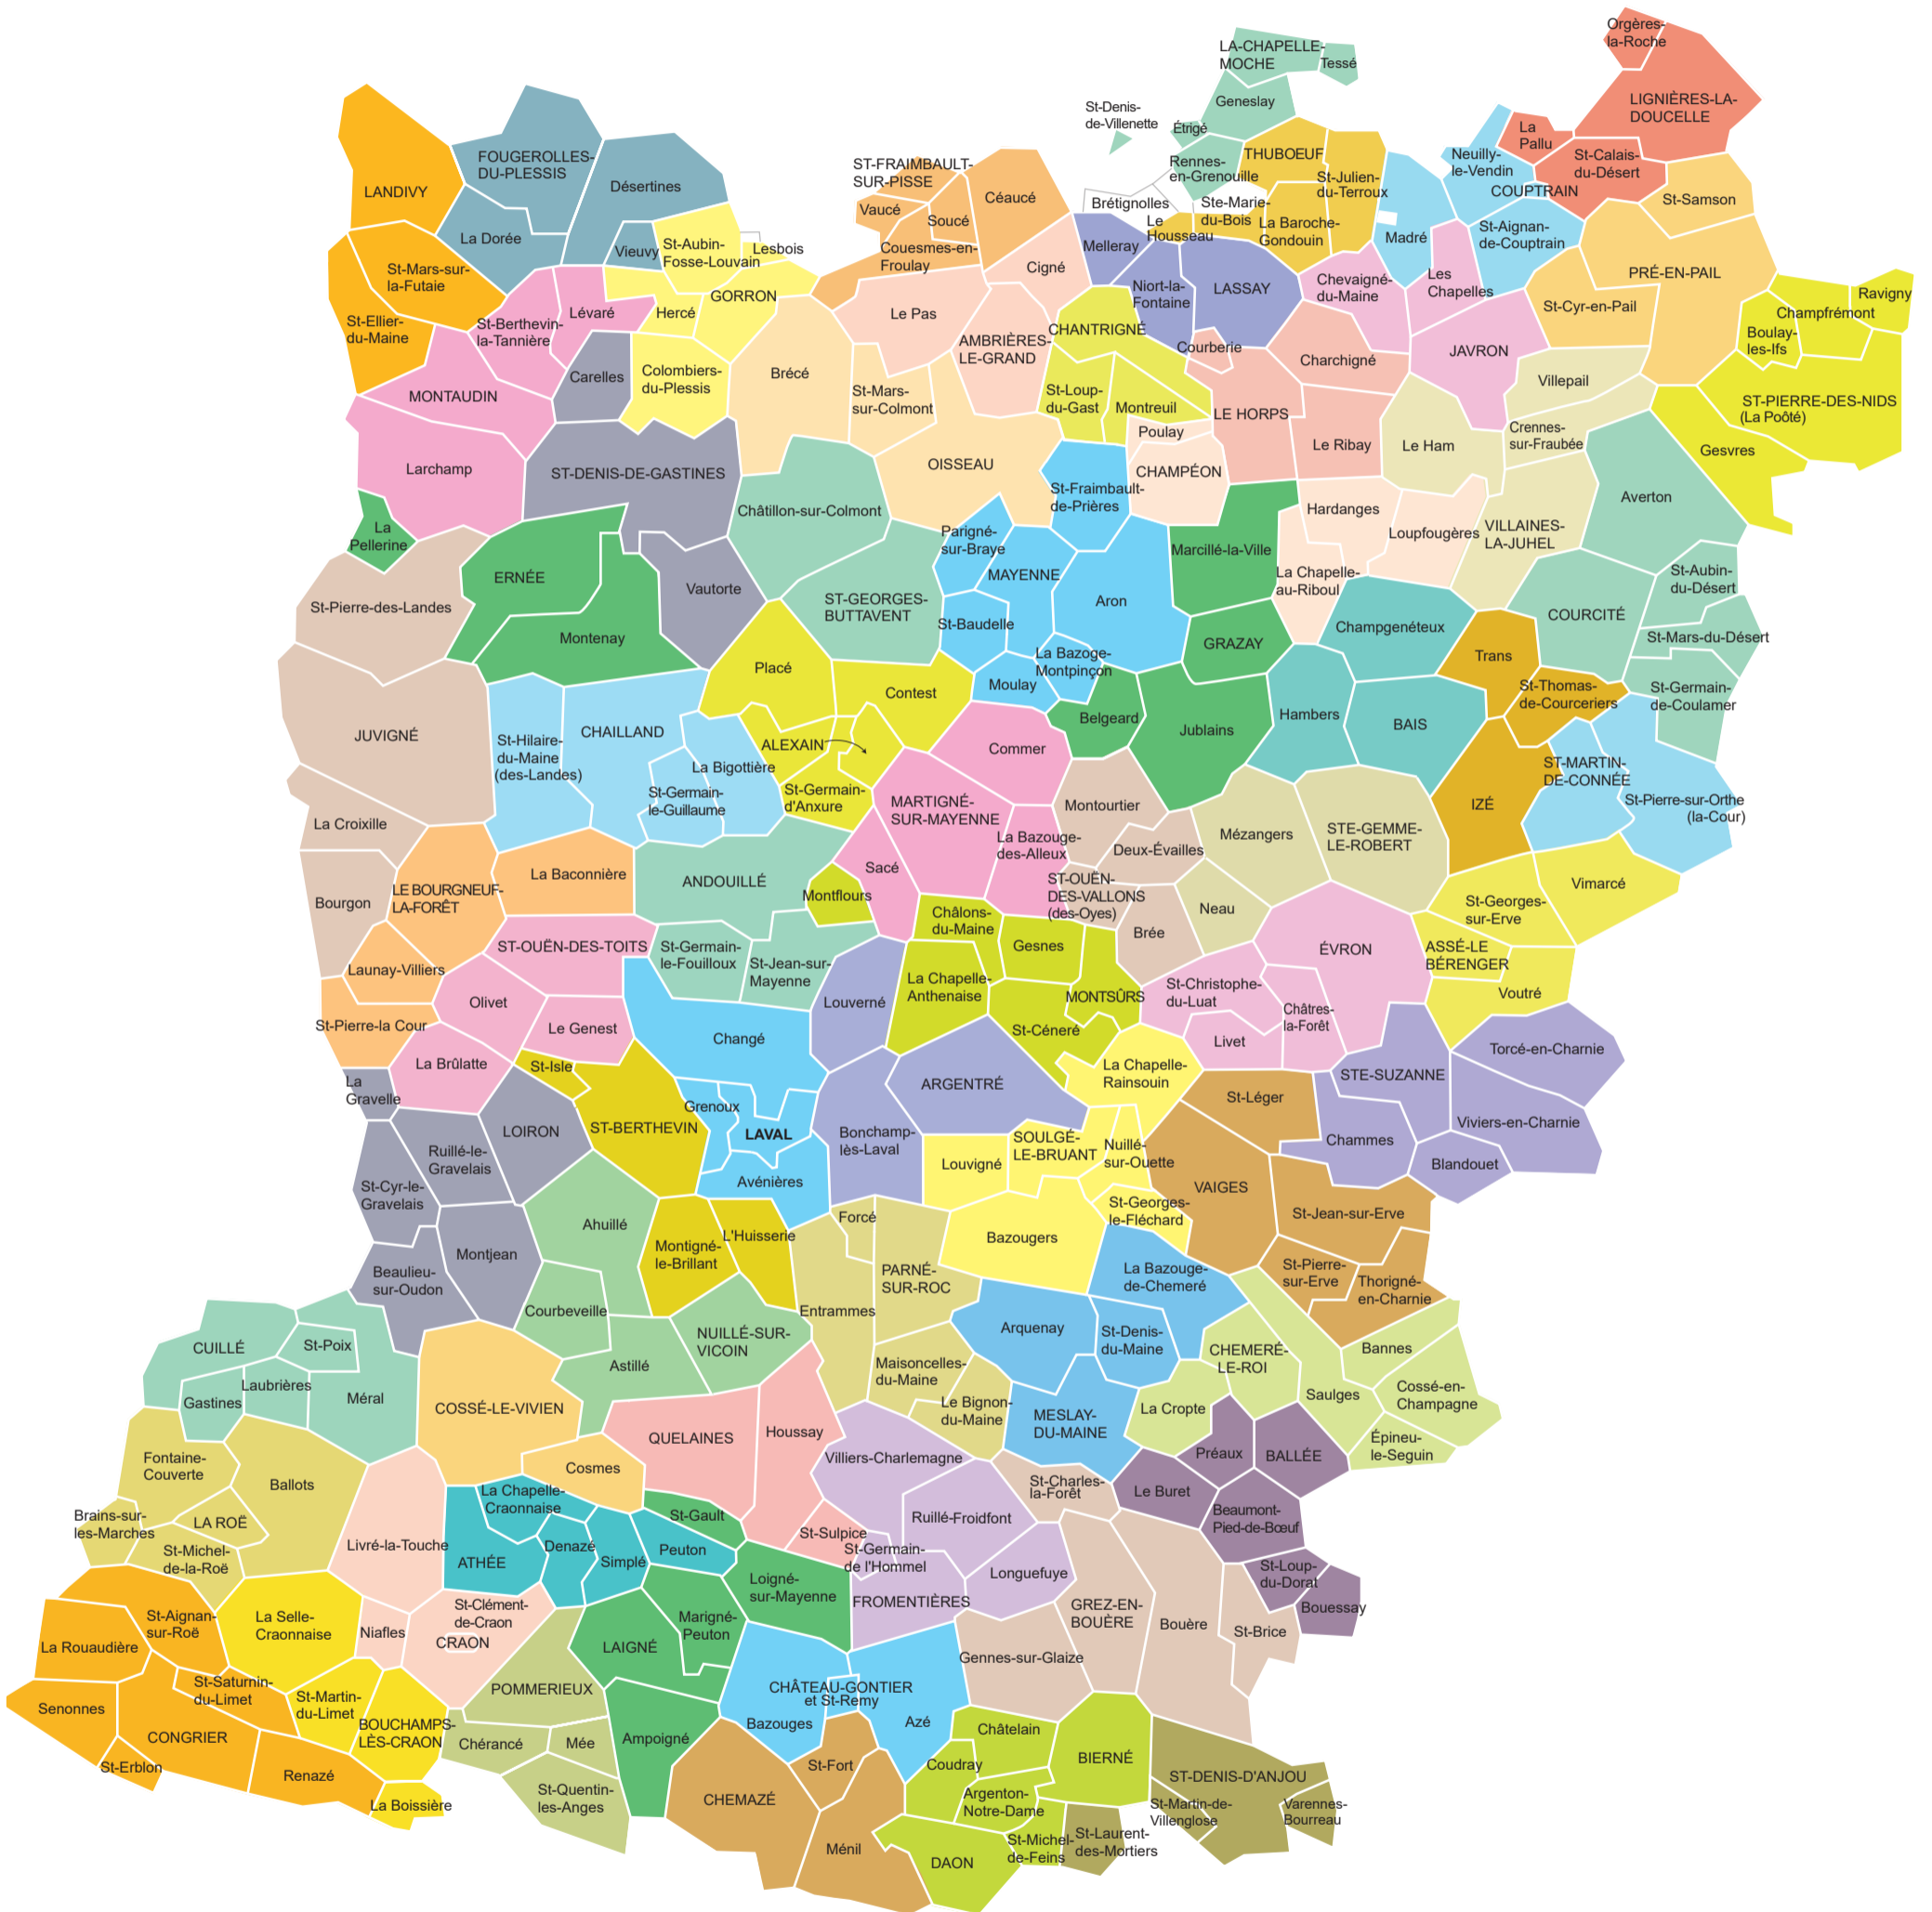 Orgères-
la-Roche
LA-CHAPELLE-
MOCHE
Tessé
LIGNIÈRES-LA-
DOUCELLE
Geneslay
St-Denis-
de-Villenette
Étrigé
La
Pallu
Neuilly-
le-Vendin
St-Calais-
du-Désert
THUBŒUF
FOUGEROLLES-
DU-PLESSIS
Désertines
LANDIVY
ST-FRAIMBAULT-
SUR-PISSE
Rennes-
en-Grenouille
St-Julien-
du-Terroux
COUPTRAIN
St-Samson
Céaucé
Vaucé
Soucé
Brétignolles
Ste-Marie-
du-Bois
Le
Housseau
La Baroche-
Gondouin
Madré
St-Aignan-
de-Couptrain
La Dorée
Vieuvy
St-Aubin-
Fosse-Louvain
Lesbois
Couesmes-en-
Froulay
Cigné
Melleray
St-Mars-sur-
la-Futaie
PRÉ-EN-PAIL
Niort-la-
Fontaine
LASSAY
Chevaigné-
du-Maine
Les
Chapelles
St-Cyr-en-Pail
Ravigny
Champfrémont
Boulay-
les-Ifs
GORRON
Lévaré
Hercé
St-Ellier-
du-Maine
St-Berthevin-
la-Tannière
Le Pas
AMBRIÈRES-
LE-GRAND
CHANTRIGNÉ
Courberie
Charchigné
JAVRON
Carelles
Colombiers-
du-Plessis
Brécé
MONTAUDIN
St-Mars-
sur-Colmont
St-Loup-
du-Gast
Montreuil
LE HORPS
Villepail
ST-PIERRE-DES-NIDS
(La Poôté)
Poulay
Le Ribay
Le Ham
Crennes-
sur-Fraubée
Gesvres
Larchamp
ST-DENIS-DE-GASTINES
OISSEAU
CHAMPÉON
St-Fraimbault-
de-Prières
Averton
Châtillon-sur-Colmont
Hardanges
Loupfougères
VILLAINES-
LA-JUHEL
La
Pellerine
Parigné-
sur-Braye
Marcillé-la-Ville
MAYENNE
ERNÉE
Vautorte
La Chapelle-
au-Riboul
St-Aubin-
du-Désert
St-Pierre-des-Landes
ST-GEORGES-
BUTTAVENT
Aron
COURCITÉ
St-Baudelle
Champgenéteux
Montenay
GRAZAY
St-Mars-du-Désert
Placé
La Bazoge-
Montpinçon
Trans
Contest
Moulay
St-Thomas-
de-Courceriers
St-Germain-
de-Coulamer
JUVIGNÉ
St-Hilaire-
du-Maine
(des-Landes)
CHAILLAND
Belgeard
Jublains
Hambers
BAIS
ALEXAIN
Commer
La Bigottière
ST-MARTIN-
DE-CONNÉE
St-Germain-
le-Guillaume
St-Germain-
d'Anxure
MARTIGNÉ-
SUR-MAYENNE
Montourtier
IZÉ
St-Pierre-sur-Orthe
(la-Cour)
La Croixille
Mézangers
STE-GEMME-
LE-ROBERT
La Bazouge-
des-Alleux
Deux-Évailles
La Baconnière
ANDOUILLÉ
Sacé
LE BOURGNEUF-
LA-FORÊT
Montflours
ST-OUËN-
DES-VALLONS
(des-Oyes)
Bourgon
Neau
Vimarcé
St-Georges-
sur-Erve
Châlons-
du-Maine
Brée
ST-OUËN-DES-TOITS
St-Germain-
le-Fouilloux
Gesnes
ÉVRON
ASSÉ-LE
BÉRENGER
Launay-Villiers
St-Jean-sur-
Mayenne
La Chapelle-
Anthenaise
St-Christophe-
du-Luat
Voutré
Olivet
Louverné
MONTSÛRS
Châtres-
la-Forêt
St-Pierre-la Cour
Le Genest
Changé
St-Céneré
Livet
Torcé-en-Charnie
La Brûlatte
St-Isle
ARGENTRÉ
La Chapelle-
Rainsouin
STE-SUZANNE
La
Gravelle
Grenoux
St-Léger
LOIRON
ST-BERTHEVIN
LAVAL
Bonchamp-
lès-Laval
SOULGÉ-
LE-BRUANT
Nuillé-
sur-Ouette
Chammes
Viviers-en-Charnie
Ruillé-le-
Gravelais
Louvigné
Blandouet
St-Cyr-le-
Gravelais
Avénières
VAIGES
St-Georges-
le-Fléchard
St-Jean-sur-Erve
Forcé
Ahuillé
L'Huisserie
Bazougers
Montjean
Montigné-
le-Brillant
La Bazouge-
de-Chemeré
St-Pierre-
sur-Erve
Beaulieu-
sur-Oudon
PARNÉ-
SUR-ROC
Thorigné-
en-Charnie
Courbeveille
Entrammes
Arquenay
St-Denis-
du-Maine
CUILLÉ
St-Poix
NUILLÉ-SUR-
VICOIN
CHEMERÉ-
LE-ROI
Bannes
Astillé
Maisoncelles-
du-Maine
Laubrières
Méral
Gastines
Saulges
Cossé-en-
Champagne
COSSÉ-LE-VIVIEN
Le Bignon-
du-Maine
La Cropte
MESLAY-
DU-MAINE
QUELAINES
Houssay
Épineu-
le-Seguin
Fontaine-
Couverte
Villiers-Charlemagne
Préaux
BALLÉE
Cosmes
Ballots
St-Charles-
la-Forêt
Le Buret
La Chapelle-
Craonnaise
Brains-sur-
les-Marches
LA ROË
St-Gault
Ruillé-Froidfont
Beaumont-
Pied-de-Bœuf
St-Sulpice
Livré-la-Touche
Denazé
Peuton
St-Michel-
de-la-Roë
ATHÉE
Simplé
St-Germain-
de l'Hommel
St-Loup-
du-Dorat
Longuefuye
Loigné-
sur-Mayenne
FROMENTIÈRES
GREZ-EN-
BOUÈRE
Bouessay
St-Clément-
de-Craon
St-Aignan-
sur-Roë
La Selle-
Craonnaise
Marigné-
Peuton
Bouère
St-Brice
Niafles
CRAON
La Rouaudière
LAIGNÉ
Gennes-sur-Glaize
St-Saturnin-
du-Limet
POMMERIEUX
CHÂTEAU-GONTIER
et St-Remy
Senonnes
St-Martin-
du-Limet
Bazouges
Azé
CONGRIER
BOUCHAMPS-
LÈS-CRAON
Chérancé
Mée
Ampoigné
Châtelain
BIERNÉ
St-Erblon
Renazé
St-Fort
Coudray
ST-DENIS-D'ANJOU
La Boissière
St-Quentin-
les-Anges
CHEMAZÉ
Argenton-
Notre-Dame
St-Martin-de-
Villenglose
Varennes-
Bourreau
Ménil
St-Michel-
de-Feins
St-Laurent-
des-Mortiers
DAON